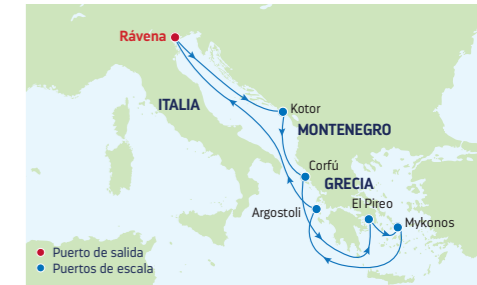 Rávena
ITALIA
Kotor
MONTENEGRO
Corfú
GRECIA
El Pireo
Argostoli
Mykonos
Puerto de salida
Puertos de escala